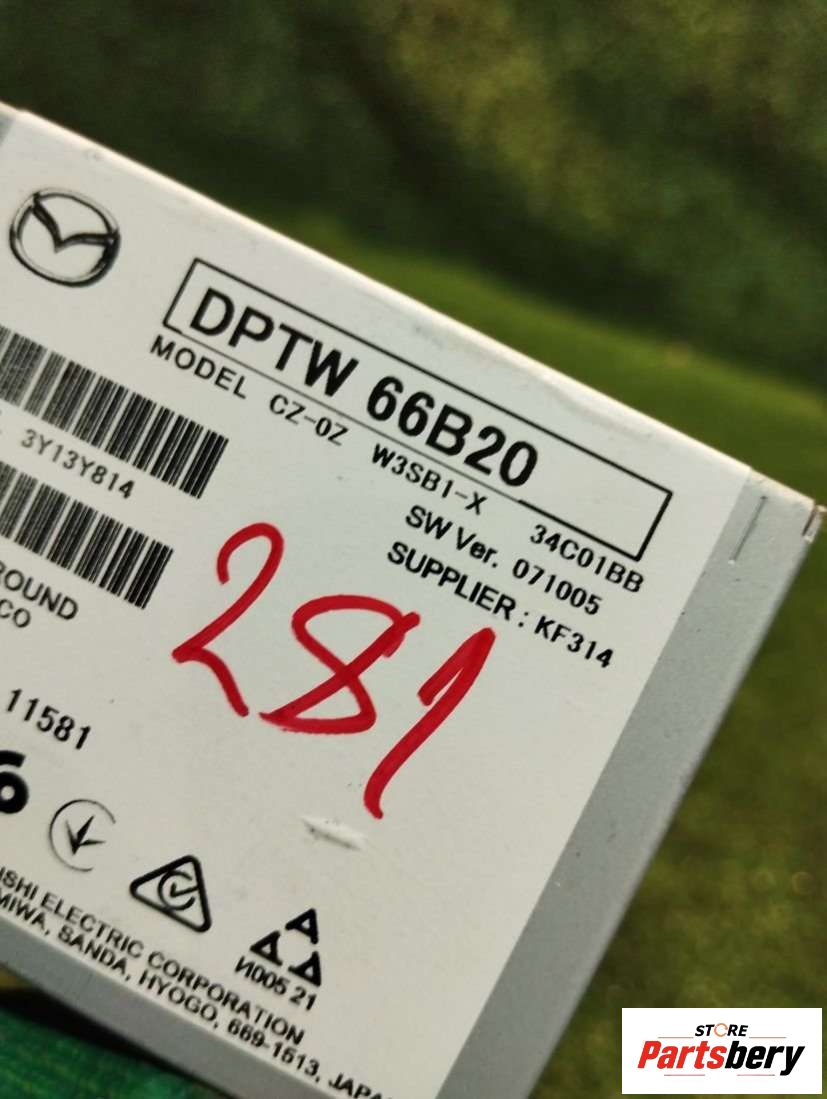 DPTW 66B20
MODEL CZ-0Z W3SB1-X 34C01BB
SW Ver. 071005
SUPPLIER : KF314
3Y13Y814
ROUND
CO
281
11581
6
ISHI ELECTRIC CORPORATION
MIWA, SANDA, HYOGO, 669-1513, JAPA
И005 21
STORE
Partsbery